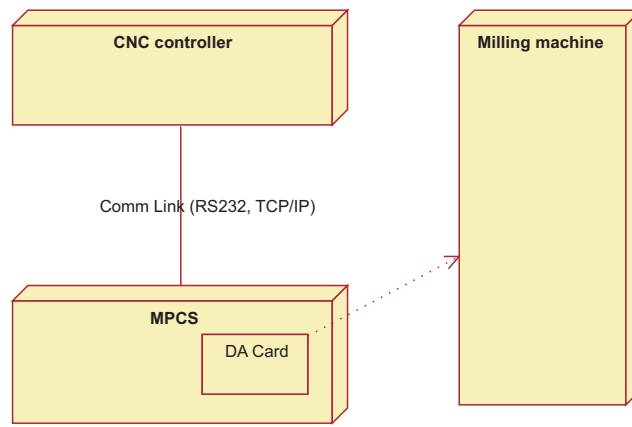 CNC controller
Milling machine
Comm Link (RS232, TCP/IP)
MPCS
DA Card